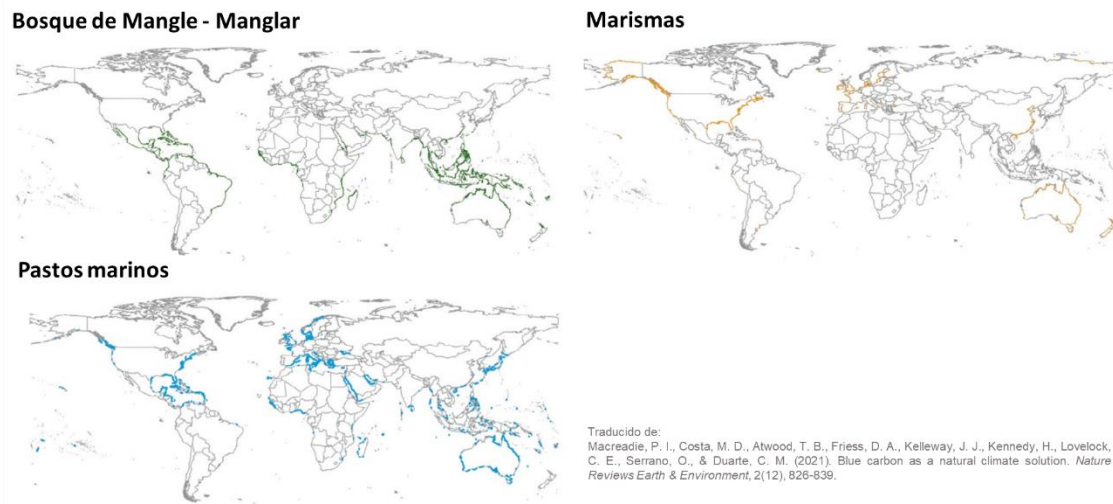 Bosque de Mangle - Manglar
Marismas
Pastos marinos
Traducido de:
Macreadie, P. I., Costa, M. D., Atwood, T. B., Friess, D. A., Kelleway, J. J., Kennedy, H., Lovelock,
C. E., Serrano, O., & Duarte, C. M. (2021). Blue carbon as a natural climate solution. Nature
Reviews Earth & Environment, 2(12), 826-839.